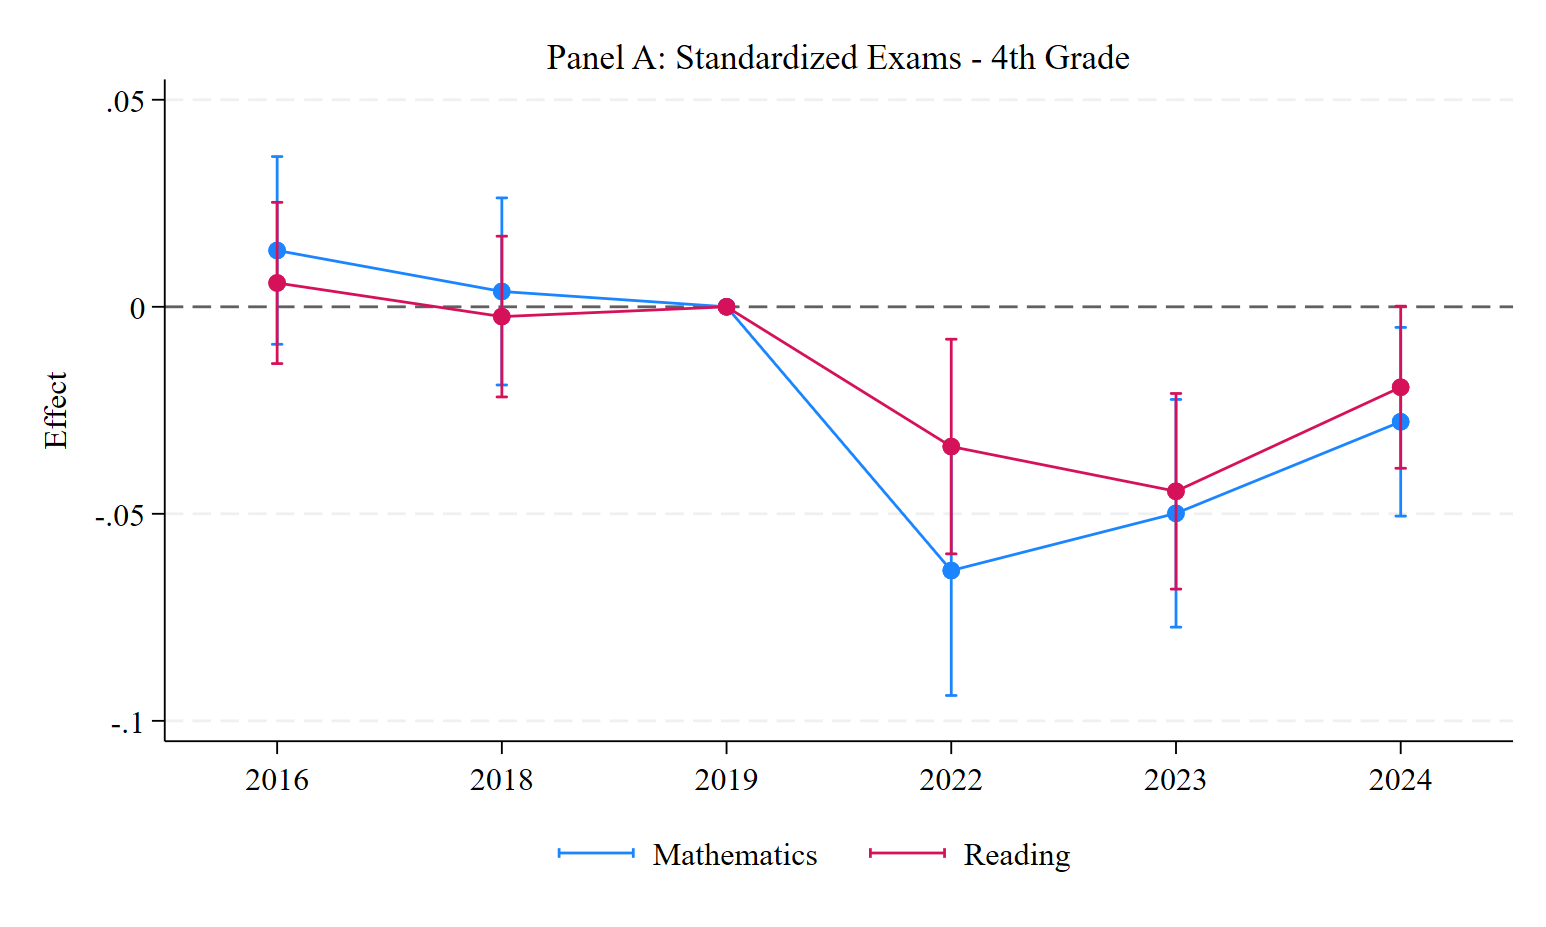 Panel A: Standardized Exams - 4th Grade
.05
0
-.05
-.1
Effect
2016 2018 2019 2022 2023 2024
Mathematics Reading